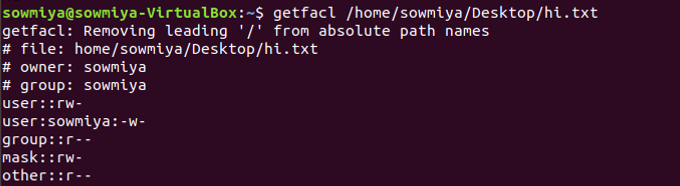 sowmiya@sowmiya-VirtualBox:~$ getfacl /home/sowmiya/Desktop/hi.txt
getfacl: Removing leading '/' from absolute path names
# file: home/sowmiya/Desktop/hi.txt
# owner: sowmiya
# group: sowmiya
user::rw-
user:sowmiya:-w-
group::r--
mask::rw-
other::r--